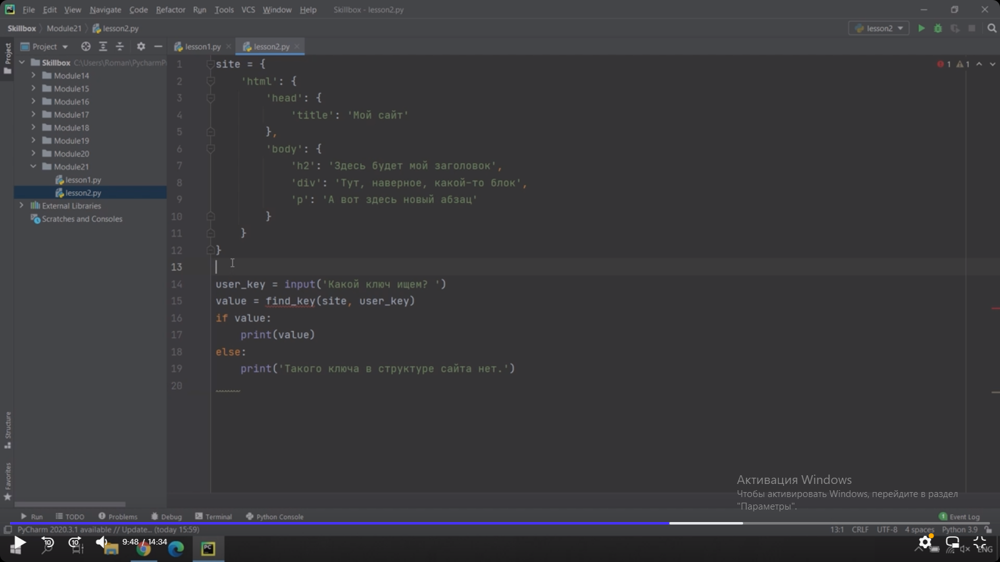 File Edit View Navigate Code Refactor Run Tools VCS Window Help Skillbox - lesson2.py
Skillbox Module21 lesson2.py lesson2
Project lesson1.py lesson2.py
Project
Skillbox C:\Users\Roman\PycharmP
Module14
Module15
Module16
Module17
Module18
Module19
Module20
Module21
lesson1.py
lesson2.py
External Libraries
Scratches and Consoles
1 1
1 site = {
2 'html': {
3 'head': {
4 'title': 'Мой сайт'
5 },
6 'body': {
7 'h2': 'Здесь будет мой заголовок',
8 'div': 'Тут, наверное, какой-то блок',
9 'p': 'А вот здесь новый абзац'
10 }
11 }
12 }
13
14 user_key = input('Какой ключ ищем? ')
15 value = find_key(site, user_key)
16 if value:
17 print(value)
18 else:
19 print('Такого ключа в структуре сайта нет.')
20
Structure
Favorites
Активация Windows
Чтобы активировать Windows, перейдите в раздел
"Параметры".
Run TODO Problems Debug Terminal Python Console 1 Event Log
PyCharm 2020.3.1 available // Update... (today 15:59) 13:1 CRLF UTF-8 4 spaces Python 3.9
10 10 9:48 / 14:34 PC ENG